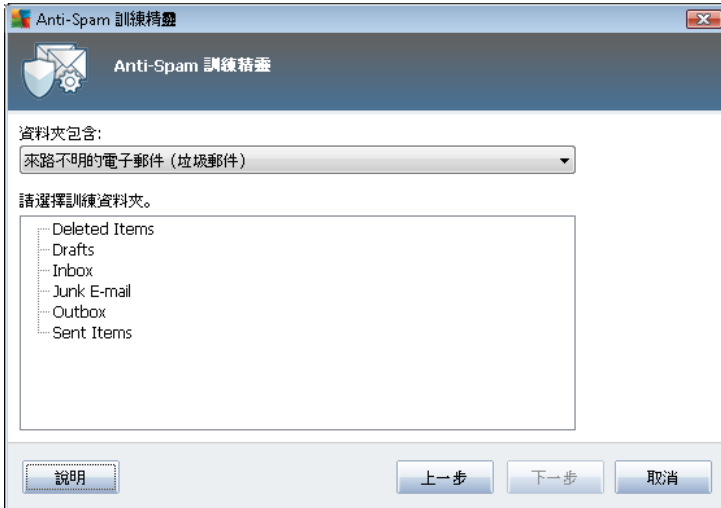 Anti-Spam 訓練精靈
Anti-Spam 訓練精靈
資料夾包含:
來路不明的電子郵件 (垃圾郵件)
請選擇訓練資料夾。
Deleted Items
Drafts
Inbox
Junk E-mail
Outbox
Sent Items
說明
上一步
下一步
取消